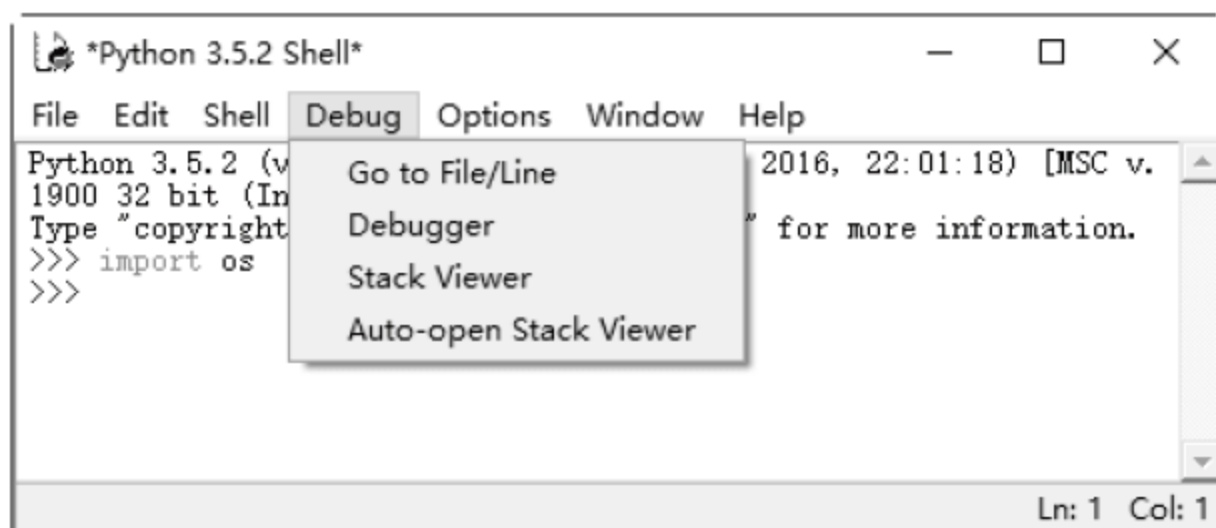 *Python 3.5.2 Shell*
File Edit Shell Debug Options Window Help
Python 3.5.2 (v 2016, 22:01:18) [MSC v.
1900 32 bit (In
Type "copyright " for more information.
>>> import os
>>>
Go to File/Line
Debugger
Stack Viewer
Auto-open Stack Viewer
Ln: 1 Col: 1